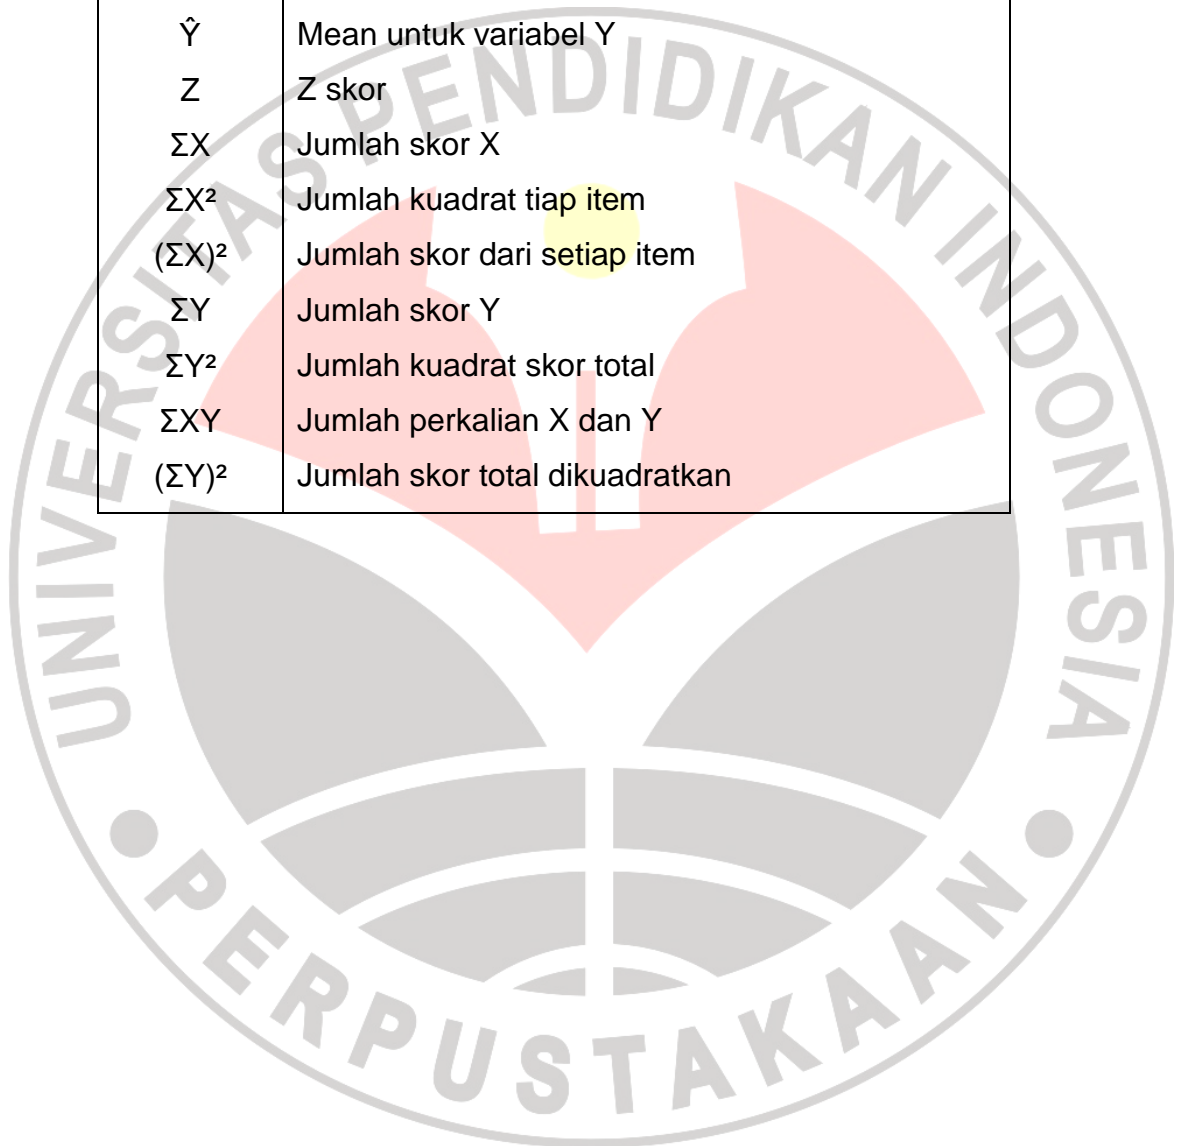 Ŷ Mean untuk variabel Y
Z Z skor
ΣX Jumlah skor X
ΣX² Jumlah kuadrat tiap item
(ΣX)² Jumlah skor dari setiap item
ΣY Jumlah skor Y
ΣY² Jumlah kuadrat skor total
ΣXY Jumlah perkalian X dan Y
(ΣY)² Jumlah skor total dikuadratkan
UNIVERSITAS PENDIDIKAN INDONESIA
PERPUSTAKAAN